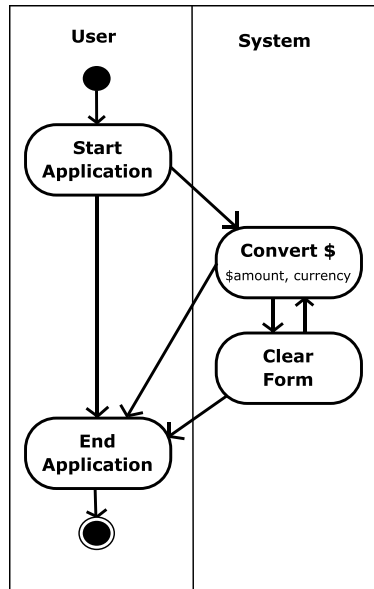 User
System
Start
Application
Convert $
$amount, currency
Clear
Form
End
Application